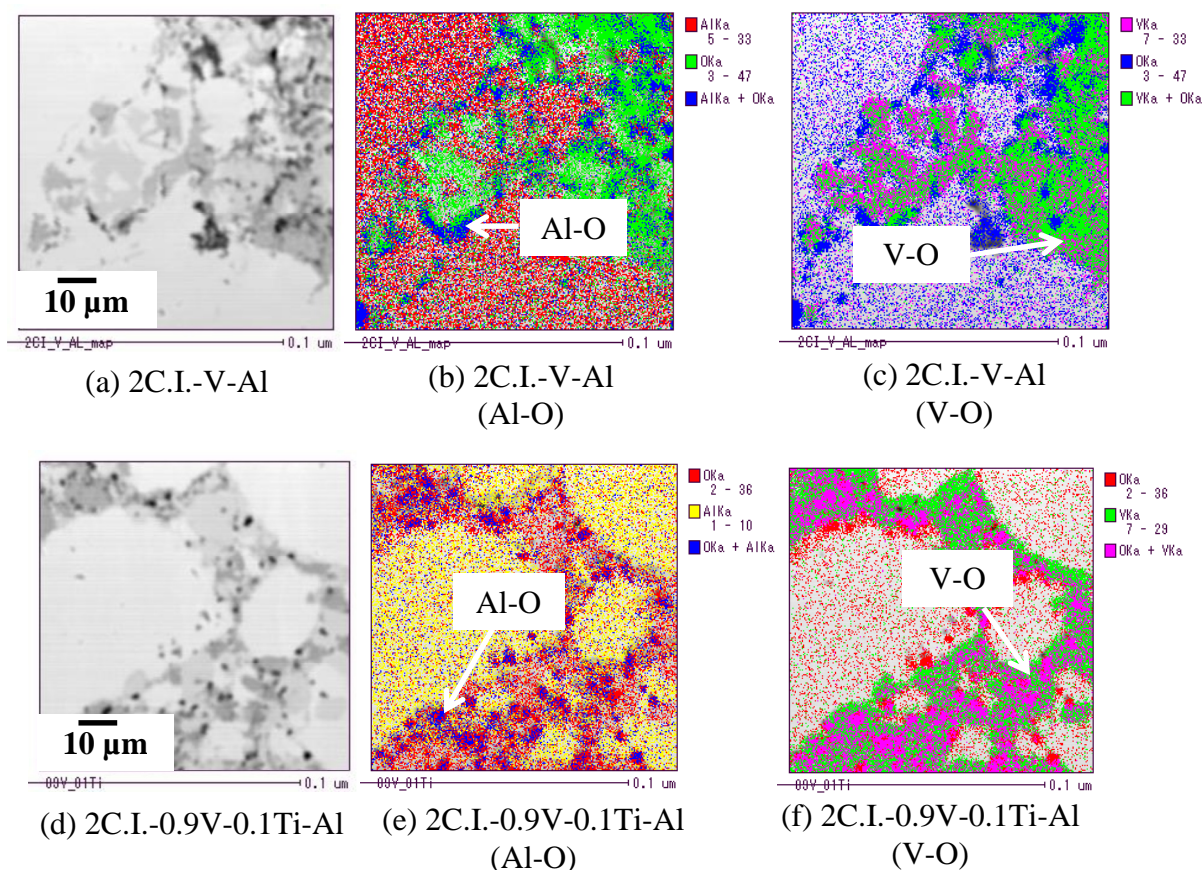 AlKa
5 - 33
OKa
3 - 47
AlKa + OKa
VKa
7 - 33
OKa
3 - 47
VKa + OKa
Al-O
V-O
10 µm
2CI_V_AL_map
0.1 um
2CI_V_AL_map
0.1 um
0.1 um
(a) 2C.I.-V-Al
(b) 2C.I.-V-Al
(Al-O)
(c) 2C.I.-V-Al
(V-O)
OKa
2 - 36
AlKa
1 - 10
OKa + AlKa
OKa
2 - 36
VKa
7 - 29
OKa + VKa
Al-O
V-O
10 µm
09V_01Ti
0.1 um
09V_01Ti
0.1 um
0.1 um
(d) 2C.I.-0.9V-0.1Ti-Al
(e) 2C.I.-0.9V-0.1Ti-Al
(Al-O)
(f) 2C.I.-0.9V-0.1Ti-Al
(V-O)